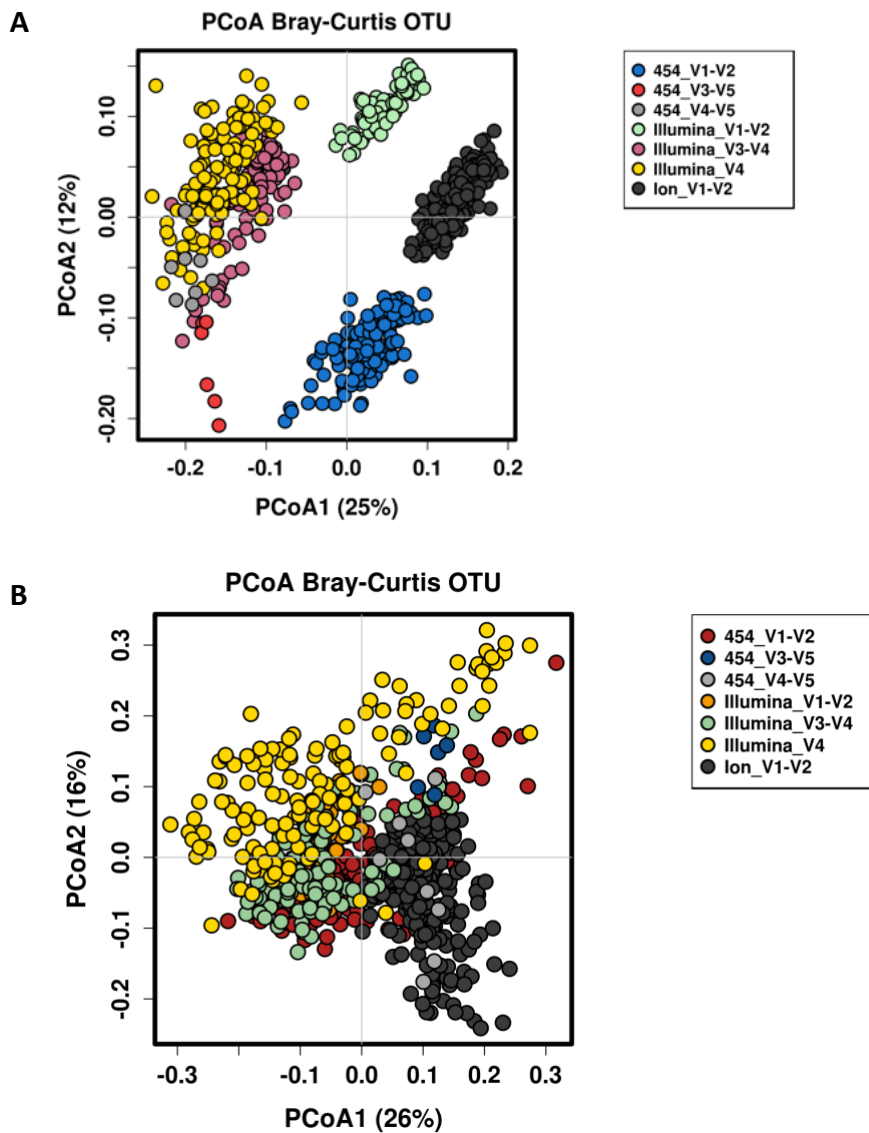 A
PCoA Bray-Curtis OTU
454_V1-V2
454_V3-V5
454_V4-V5
Illumina_V1-V2
Illumina_V3-V4
Illumina_V4
Ion_V1-V2
PCoA2 (12%)
0.10
0.00
-0.10
-0.20
-0.2 -0.1 0.0 0.1 0.2
PCoA1 (25%)
B
PCoA Bray-Curtis OTU
454_V1-V2
454_V3-V5
454_V4-V5
Illumina_V1-V2
Illumina_V3-V4
Illumina_V4
Ion_V1-V2
PCoA2 (16%)
0.3
0.2
0.1
0.0
-0.1
-0.2
-0.3 -0.1 0.0 0.1 0.2 0.3
PCoA1 (26%)